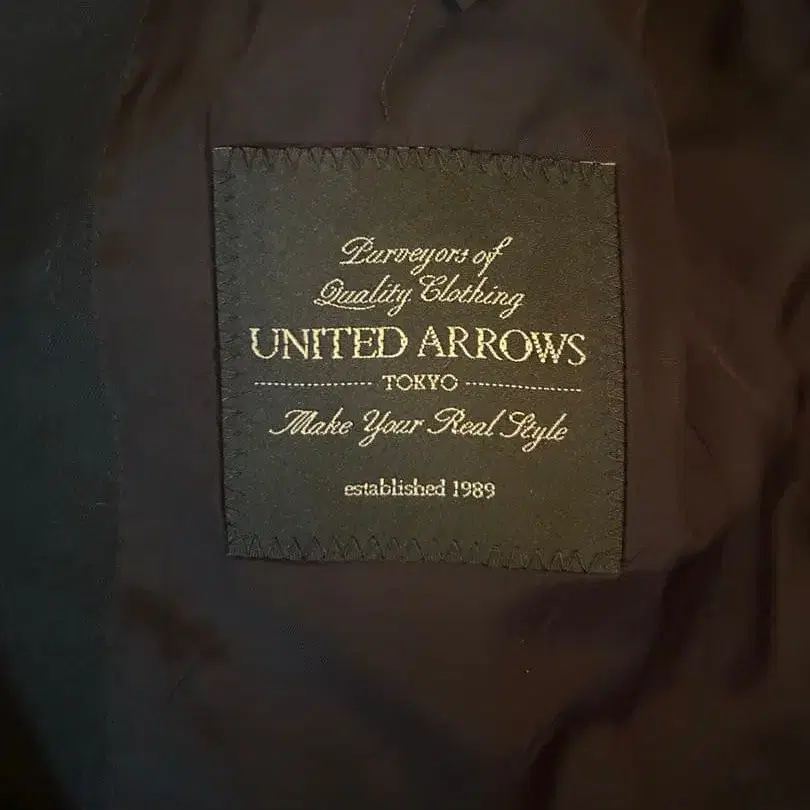 Purveyors of
Quality Clothing
UNITED ARROWS
TOKYO
Make Your Real Style
established 1989